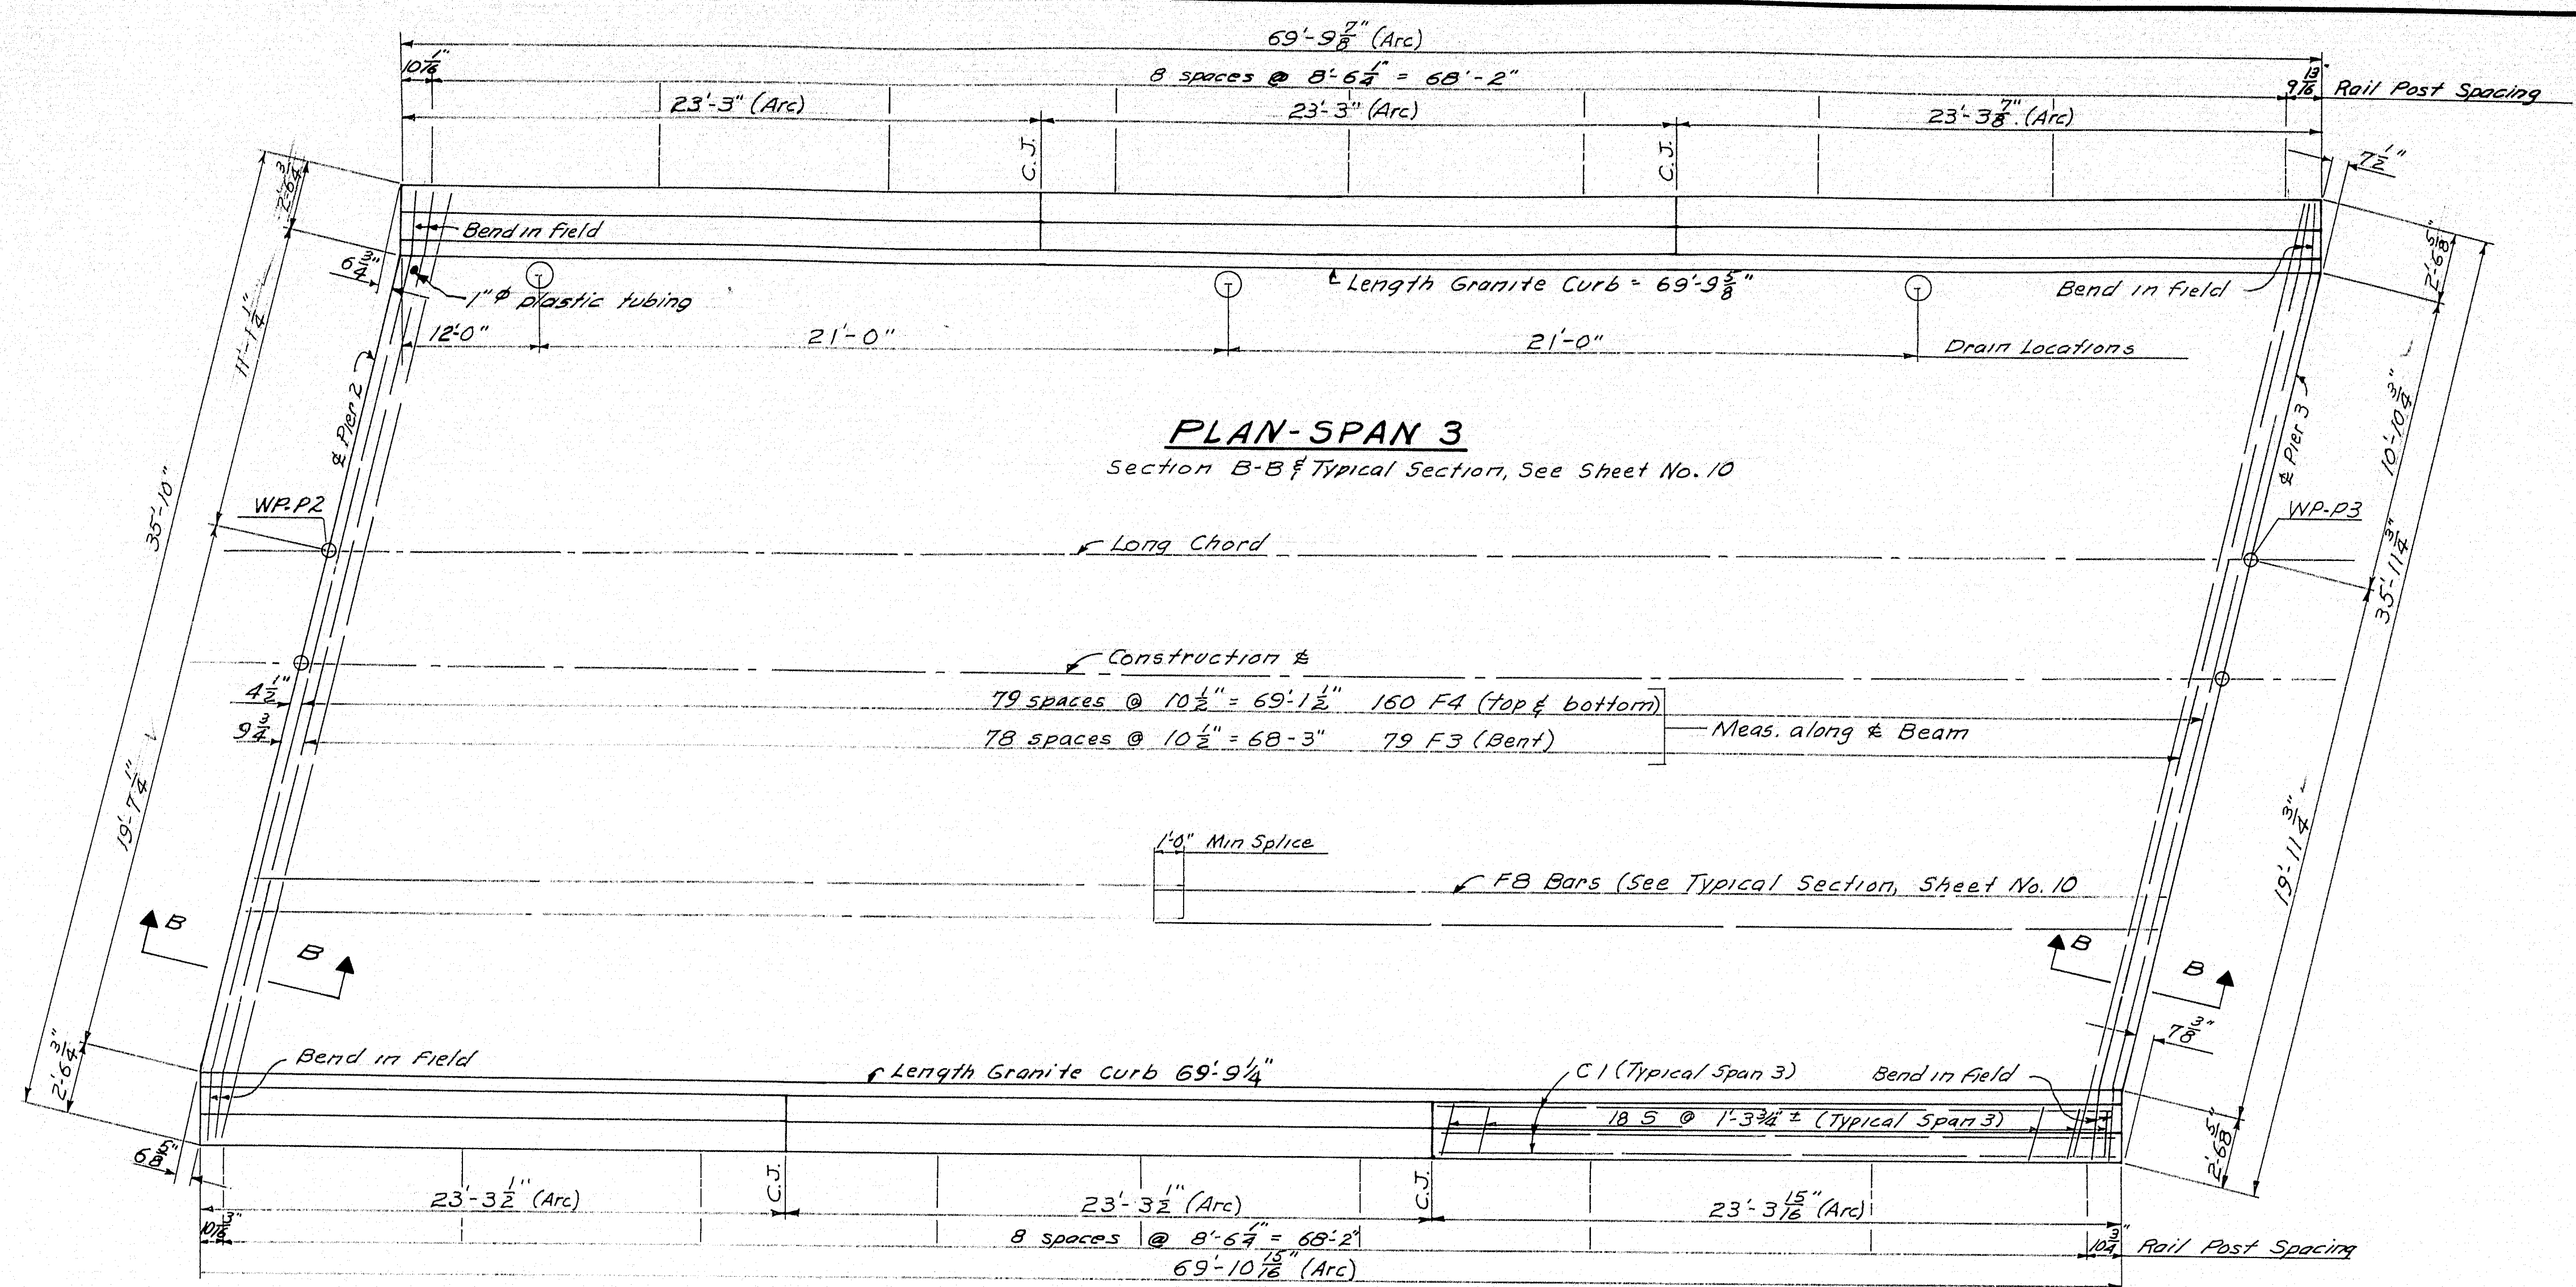 69'-9 7/8" (Arc)
10 1/16"
8 spaces @ 8'-6 1/4" = 68'-2"
9 13/16"
Rail Post Spacing
23'-3" (Arc)
23'-3" (Arc)
23'-3 7/8" (Arc)
C.J.
C.J.
7 1/2"
2'-6 3/4"
Bend in field
6 3/4"
1"φ plastic tubing
℄ Length Granite Curb = 69'-9 5/8"
Bend in field
2'-6 5/8"
11'-1 1/4"
12'-0"
21'-0"
21'-0"
Drain Locations
℄ Pier 2
℄ Pier 3
10'-10 3/4"
PLAN-SPAN 3
Section B-B & Typical Section, See Sheet No. 10
35'-10"
WP-P2
WP-P3
Long Chord
35'-11 3/4"
Construction ℄
4 1/2"
79 spaces @ 10 1/2" = 69'-1 1/2" 160 F4 (top & bottom)
9 3/4"
78 spaces @ 10 1/2" = 68-3" 79 F3 (Bent)
Meas. along ℄ Beam
19'-7 1/4"
1'-0" Min Splice
F8 Bars (See Typical Section, Sheet No. 10
19'-11 3/4"
B
B
B
B
7 3/8"
2'-6 3/4"
Bend in Field
Length Granite Curb 69'-9 1/4"
C1 (Typical Span 3)
Bend in Field
18 S @ 1'-3 3/4" ± (Typical Span 3)
6 5/8"
2'-6 5/8"
C.J.
C.J.
23'-3 1/2" (Arc)
23'-3 1/2" (Arc)
23'-3 15/16" (Arc)
10 3/16"
8 spaces @ 8'-6 1/4" = 68'-2"
10 3/4"
Rail Post Spacing
69'-10 15/16" (Arc)